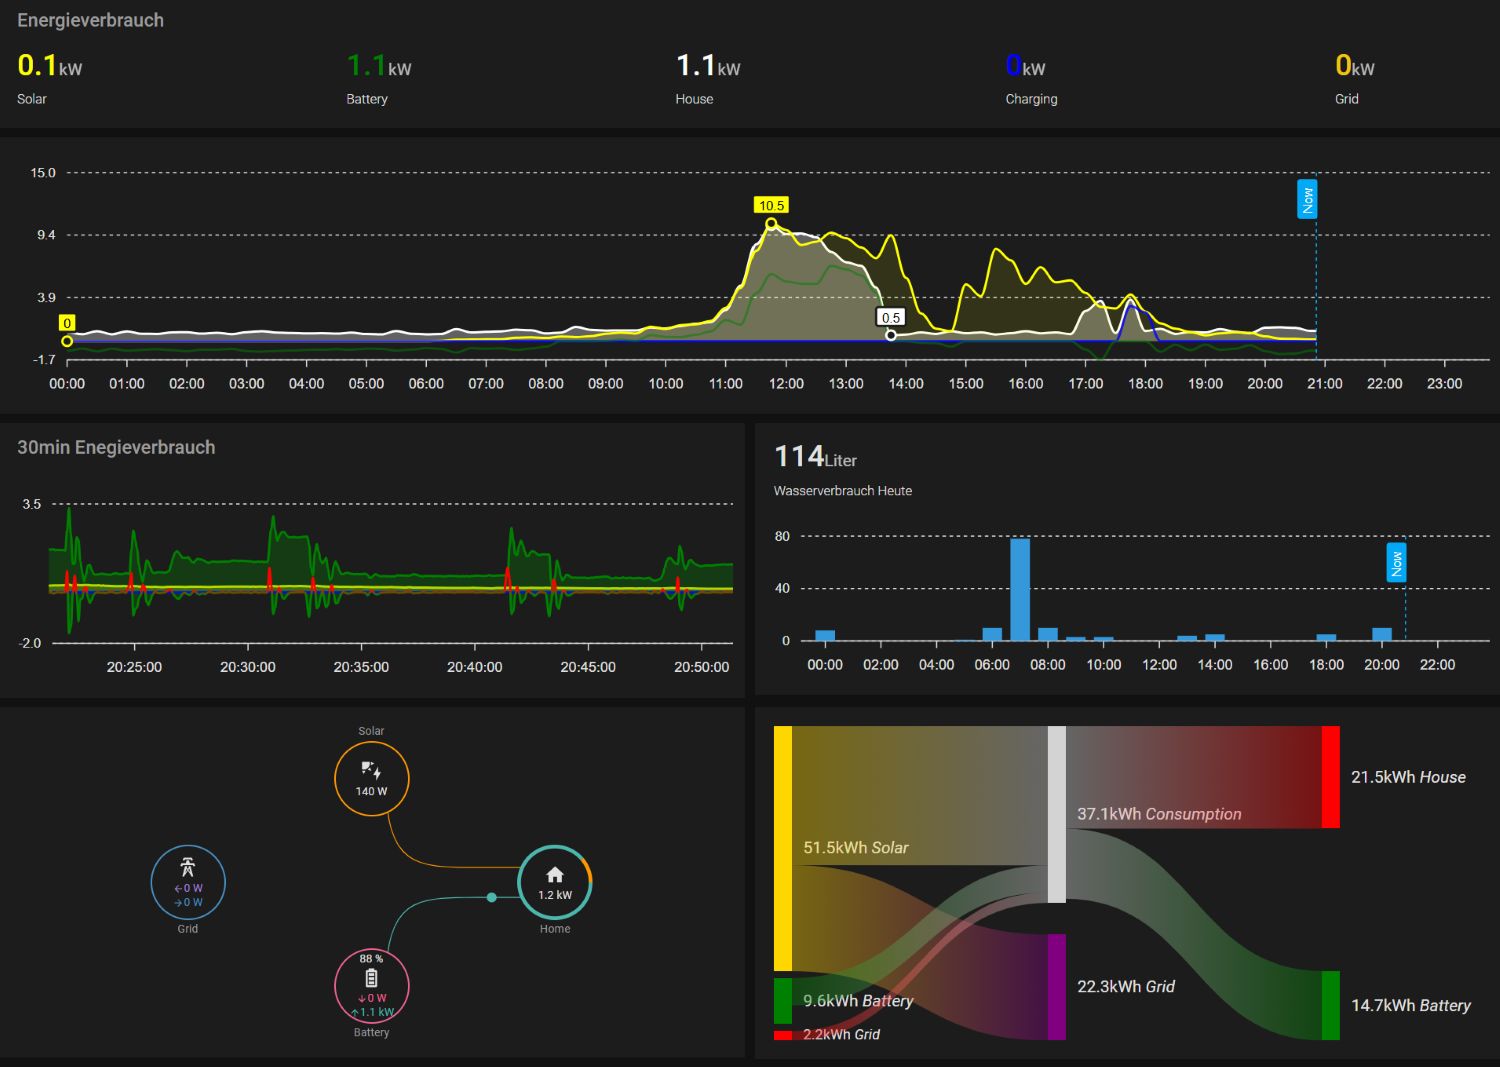 Energieverbrauch
0.1kW 1.1kW 1.1kW 0kW 0kW
Solar Battery House Charging Grid
15.0
9.4
3.9
-1.7
Now
10.5
0
0.5
00:00 01:00 02:00 03:00 04:00 05:00 06:00 07:00 08:00 09:00 10:00 11:00 12:00 13:00 14:00 15:00 16:00 17:00 18:00 19:00 20:00 21:00 22:00 23:00
30min Enegieverbrauch
3.5
-2.0
20:25:00 20:30:00 20:35:00 20:40:00 20:45:00 20:50:00
114Liter
Wasserverbrauch Heute
80
40
0
Now
00:00 02:00 04:00 06:00 08:00 10:00 12:00 14:00 16:00 18:00 20:00 22:00
Solar
140 W
←0 W
→0 W
Grid
1.2 kW
Home
88 %
↓0 W
↑1.1 kW
Battery
21.5kWh House
37.1kWh Consumption
51.5kWh Solar
22.3kWh Grid
9.6kWh Battery
14.7kWh Battery
2.2kWh Grid